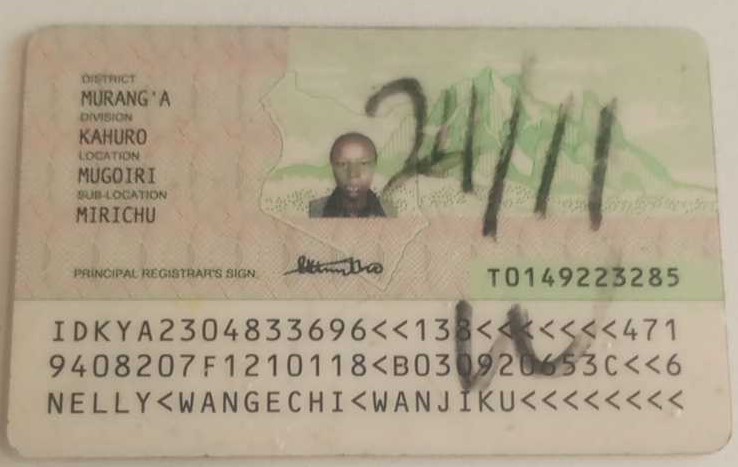 DISTRICT
MURANG'A
DIVISION
KAHURO
LOCATION
MUGOIRI
SUB-LOCATION
MIRICHU
24/11
PRINCIPAL REGISTRAR'S SIGN.
T0149223285
IDKYA2304833696<<138<<<<<<<471
9408207F1210118<B030920653C<<6
NELLY<WANGECHI<WANJIKU<<<<<<<<